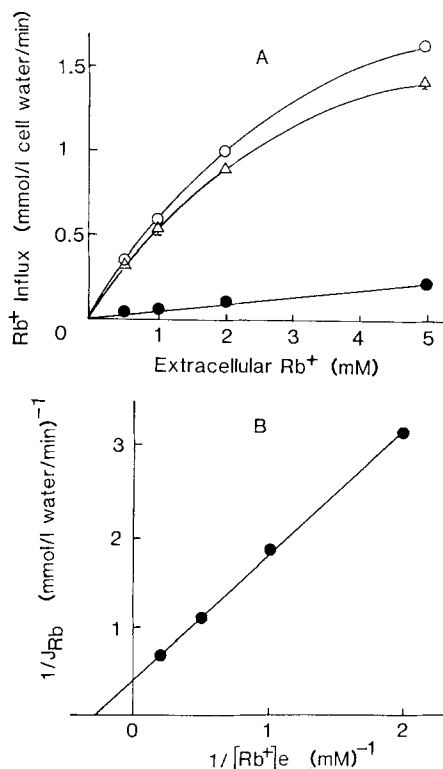 A
1.5
1
0.5
0
Rb⁺ Influx (mmol/l cell water/min)
1 2 3 4 5
Extracellular Rb⁺ (mM)
B
3
2
1
1/JRb (mmol/l water/min)⁻¹
0 1 2
1/[Rb⁺]e (mM)⁻¹